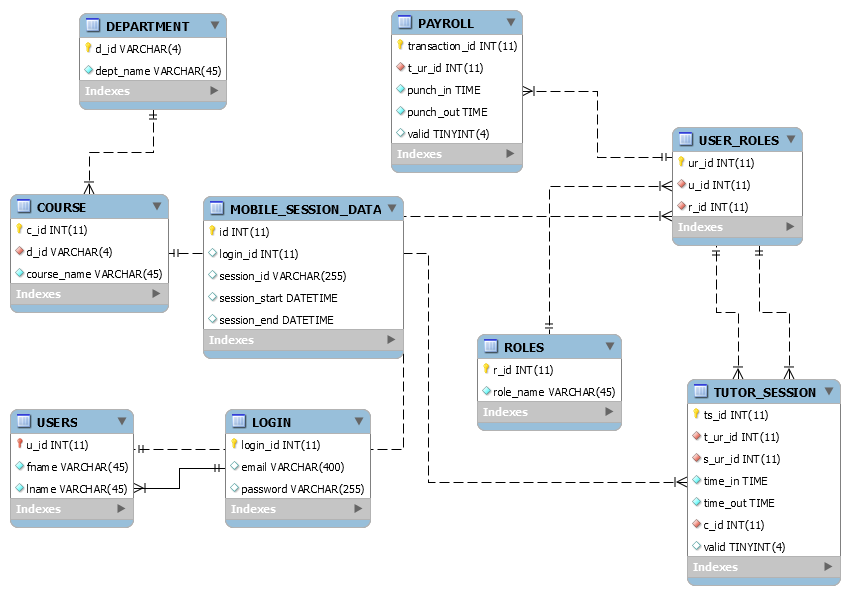 DEPARTMENT
d_id VARCHAR(4)
dept_name VARCHAR(45)
Indexes
PAYROLL
transaction_id INT(11)
t_ur_id INT(11)
punch_in TIME
punch_out TIME
valid TINYINT(4)
Indexes
USER_ROLES
ur_id INT(11)
u_id INT(11)
r_id INT(11)
Indexes
COURSE
c_id INT(11)
d_id VARCHAR(4)
course_name VARCHAR(45)
Indexes
MOBILE_SESSION_DATA
id INT(11)
login_id INT(11)
session_id VARCHAR(255)
session_start DATETIME
session_end DATETIME
Indexes
ROLES
r_id INT(11)
role_name VARCHAR(45)
Indexes
USERS
u_id INT(11)
fname VARCHAR(45)
lname VARCHAR(45)
Indexes
LOGIN
login_id INT(11)
email VARCHAR(400)
password VARCHAR(255)
Indexes
TUTOR_SESSION
ts_id INT(11)
t_ur_id INT(11)
s_ur_id INT(11)
time_in TIME
time_out TIME
c_id INT(11)
valid TINYINT(4)
Indexes